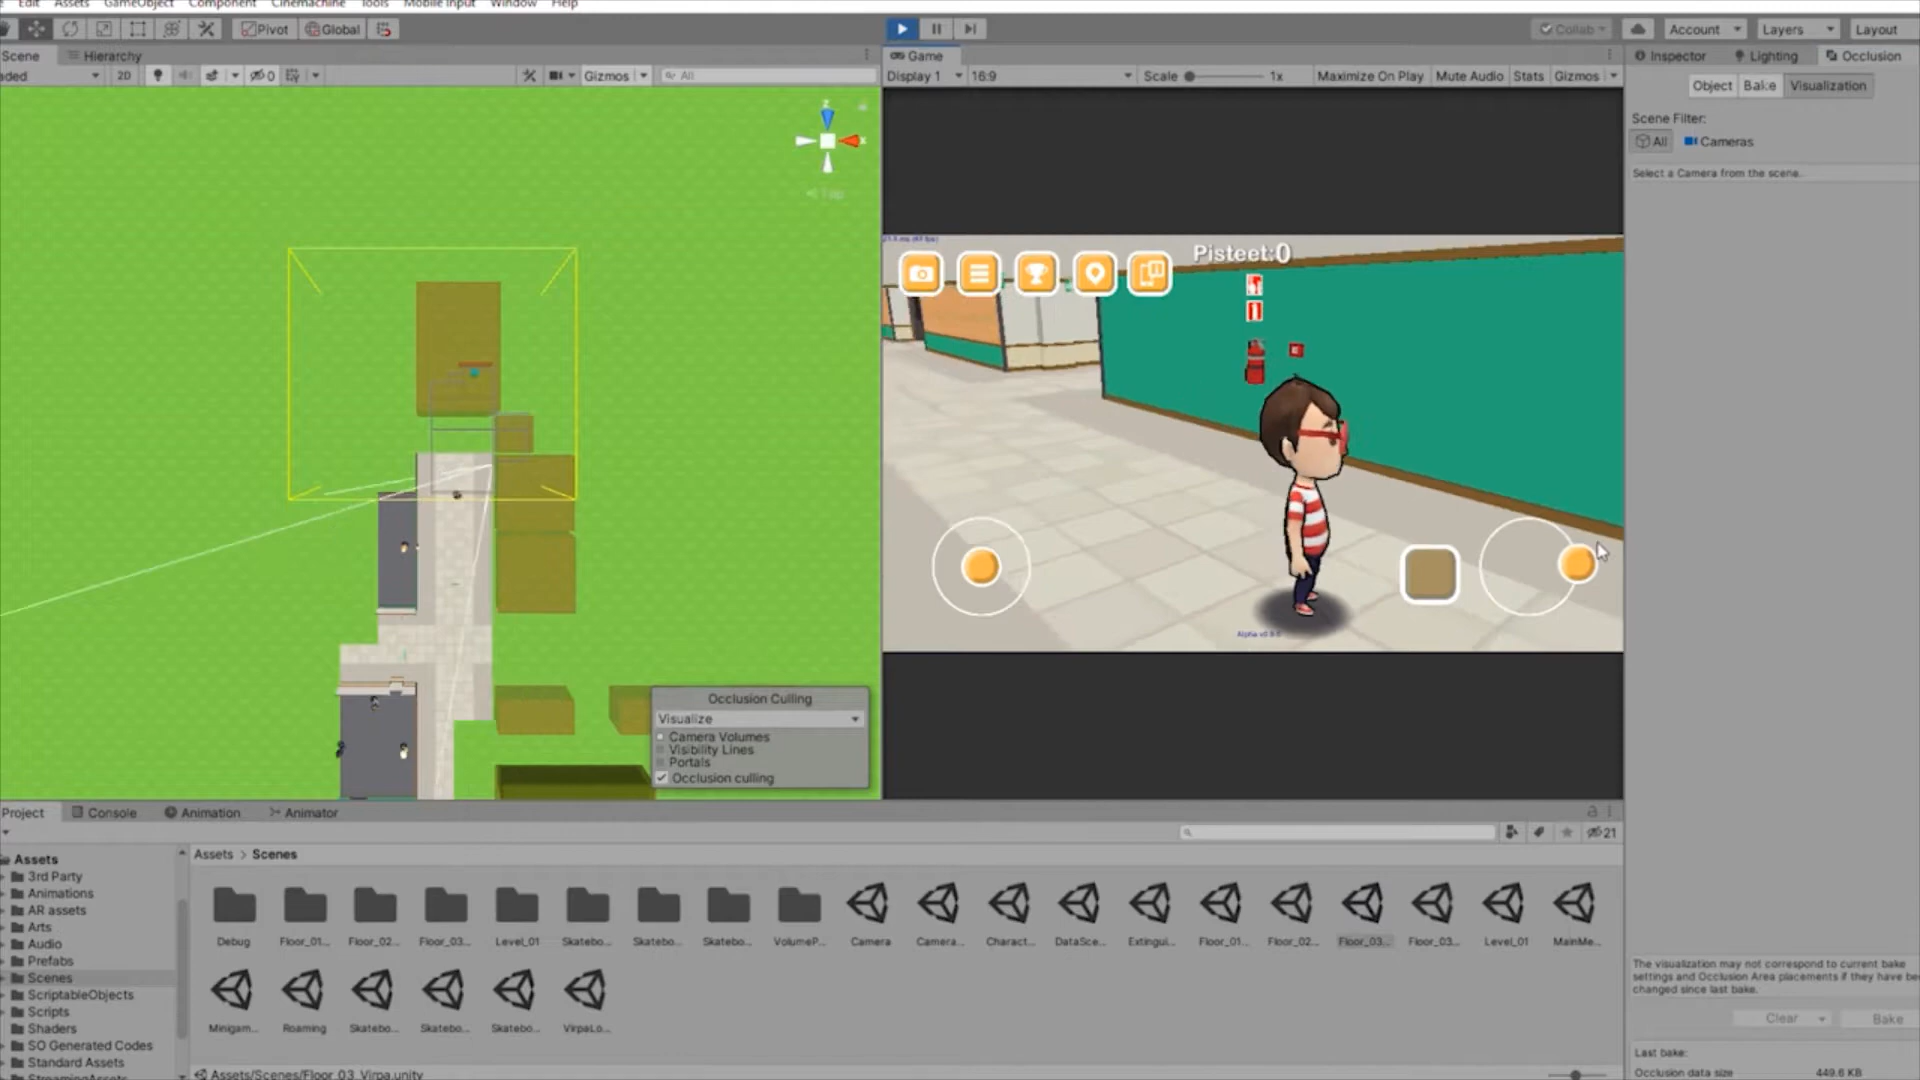 Edit Assets GameObject Component Cinemachine Tools Mobile Input Window Help
Pivot Global Collab Account Layers Layout
Scene Hierarchy Game Inspector Lighting Occlusion
aded 2D 0 Gizmos All Display 1 16:9 Scale 1x Maximize On Play Mute Audio Stats Gizmos
Object Bake Visualization
Scene Filter:
All Cameras
Select a Camera from the scene.
z
x
Top
Pisteet:0
Occlusion Culling
Visualize
Camera Volumes
Visibility Lines
Portals
Occlusion culling
Project Console Animation Animator
21
Assets > Scenes
Assets
3rd Party
Animations
AR assets
Arts
Audio
Prefabs
Scenes
ScriptableObjects
Scripts
Shaders
SO Generated Codes
Standard Assets
StreamingAssets
Debug Floor_01... Floor_02... Floor_03... Level_01 Skatebo... Skatebo... Skatebo... VolumeP... Camera Camera... Charact... DataSce... Extingui... Floor_01... Floor_02... Floor_03... Floor_03... Level_01 MainMe...
Minigam... Roaming Skatebo... Skatebo... Skatebo... VirpaLo...
Assets/Scenes/Floor_03_Virpa.unity
The visualization may not correspond to current bake
settings and Occlusion Area placements if they have bee
changed since last bake.
Clear Bake
Last bake:
Occlusion data size 449.6 KB